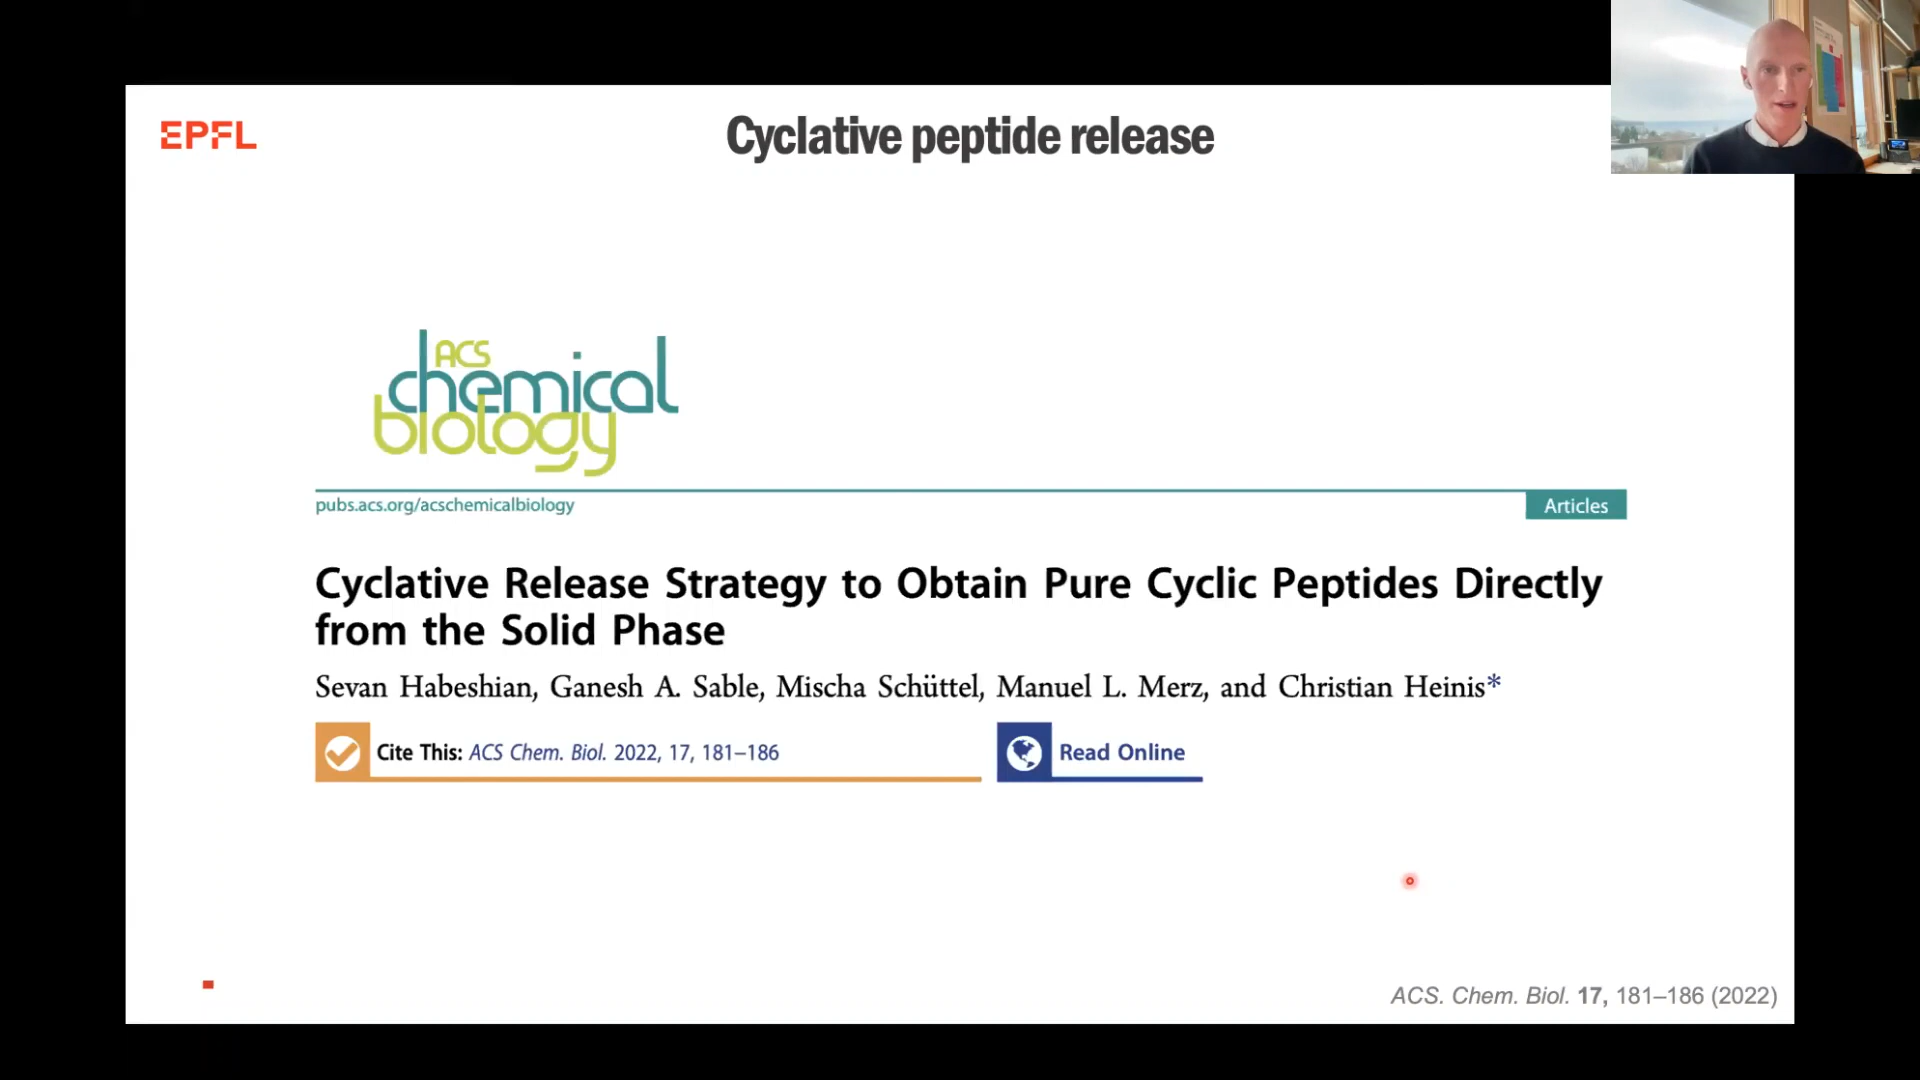 EPFL
Cyclative peptide release
ACS
chemical
biology
pubs.acs.org/acschemicalbiology
Articles
Cyclative Release Strategy to Obtain Pure Cyclic Peptides Directly
from the Solid Phase
Sevan Habeshian, Ganesh A. Sable, Mischa Schüttel, Manuel L. Merz, and Christian Heinis*
Cite This: ACS Chem. Biol. 2022, 17, 181–186
Read Online
ACS. Chem. Biol. 17, 181–186 (2022)